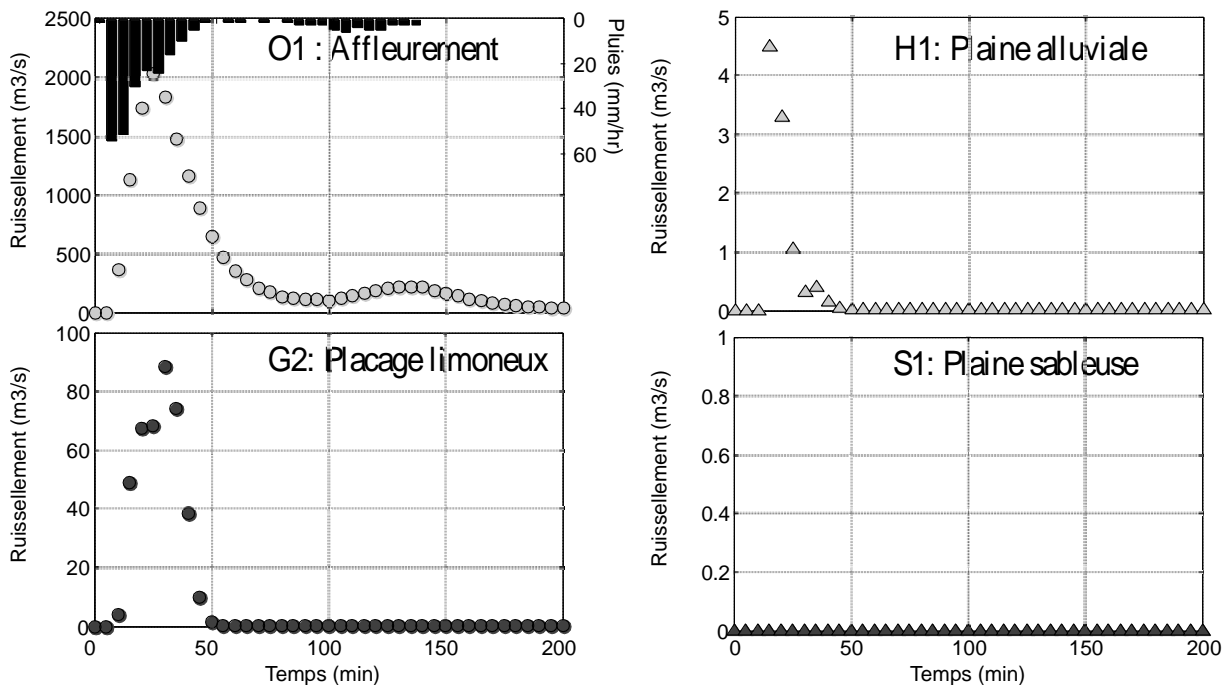 O1 : Affleurement
2500
2000
1500
1000
500
0
Ruissellement (m3/s)
0
20
40
60
Pluies (mm/hr)
H1: Plaine alluviale
5
4
3
2
1
0
Ruissellement (m3/s)
G2: Placage limoneux
100
80
60
40
20
0
Ruissellement (m3/s)
0 50 100 150 200
Temps (min)
S1: Plaine sableuse
1
0.8
0.6
0.4
0.2
0
Ruissellement (m3/s)
0 50 100 150 200
Temps (min)